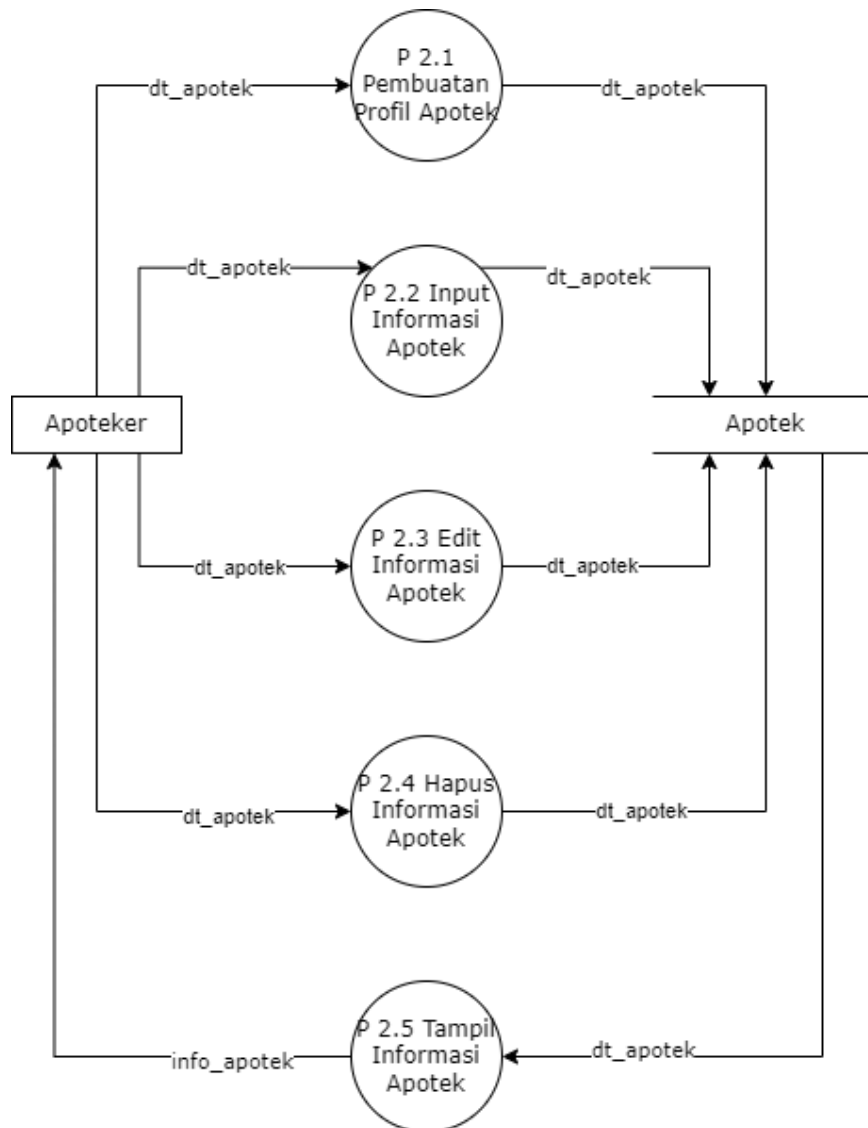 P 2.1
Pembuatan
Profil Apotek
dt_apotek
dt_apotek
dt_apotek
P 2.2 Input
Informasi
Apotek
dt_apotek
Apoteker
Apotek
P 2.3 Edit
Informasi
Apotek
dt_apotek
dt_apotek
P 2.4 Hapus
Informasi
Apotek
dt_apotek
dt_apotek
P 2.5 Tampil
Informasi
Apotek
info_apotek
dt_apotek